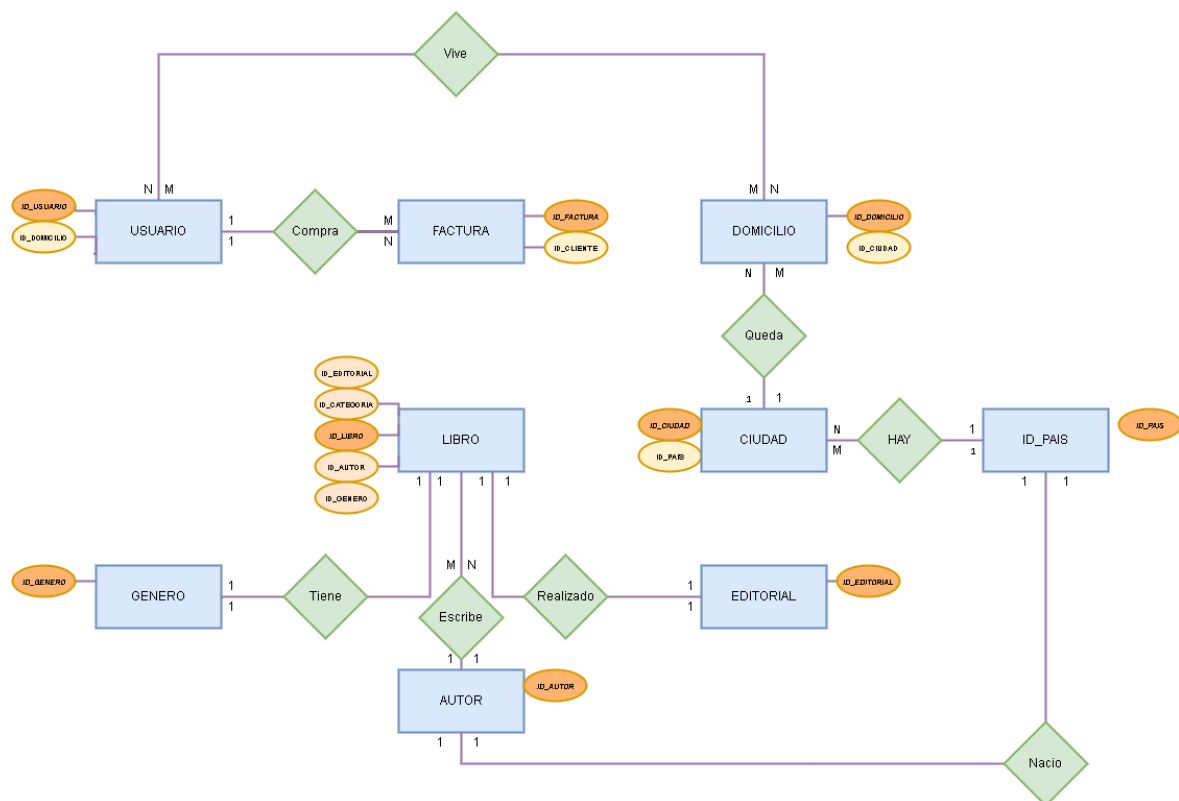 Vive
N M
M N
ID_USUARIO
ID_DOMICILIO
USUARIO
1
1
Compra
M
N
FACTURA
ID_FACTURA
ID_CLIENTE
DOMICILIO
ID_DOMICILIO
ID_CIUDAD
N M
Queda
1 1
ID_EDITORIAL
ID_CATEGORIA
ID_LIBRO
ID_AUTOR
ID_GENERO
LIBRO
1 1
1 1
ID_CIUDAD
ID_PAIS
CIUDAD
N
M
HAY
1
1
ID_PAIS
ID_PAIS
1 1
M N
ID_GENERO
GENERO
1
1
Tiene
Escribe
Realizado
1
1
EDITORIAL
ID_EDITORIAL
1 1
AUTOR
ID_AUTOR
1 1
Nacio